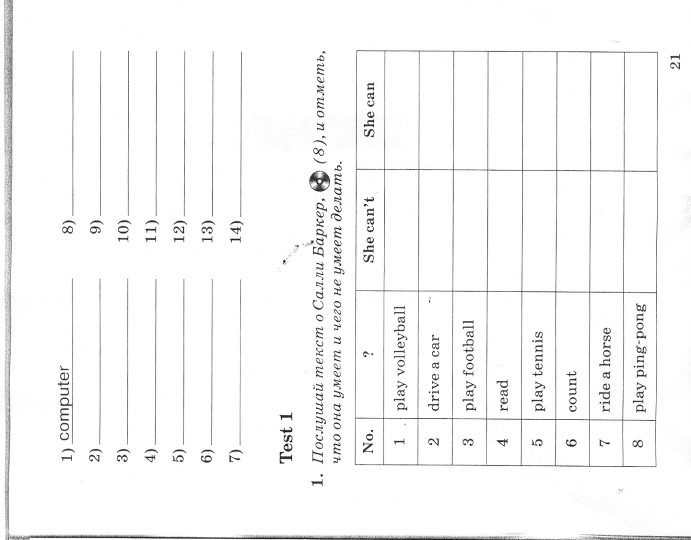 1) computer
2)
3)
4)
5)
6)
7)
8)
9)
10)
11)
12)
13)
14)
Test 1
1. Послушай текст о Салли Баркер, (8), и отметь,
что она умеет и чего не умеет делать.
No. ? She can't She can
1 play volleyball
2 drive a car
3 play football
4 read
5 play tennis
6 count
7 ride a horse
8 play ping-pong
21